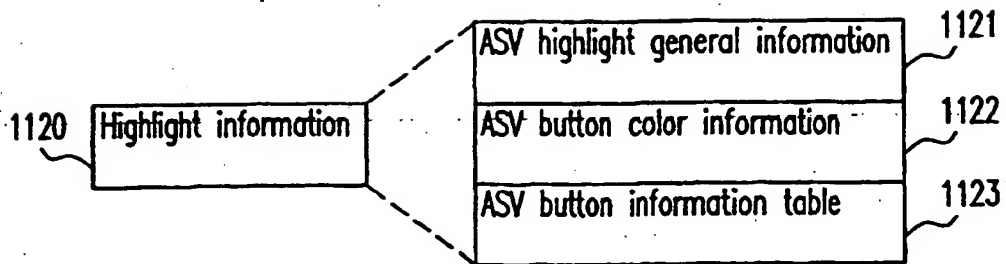 ASV highlight general information
1121
1120
Highlight information
ASV button color information
1122
ASV button information table
1123